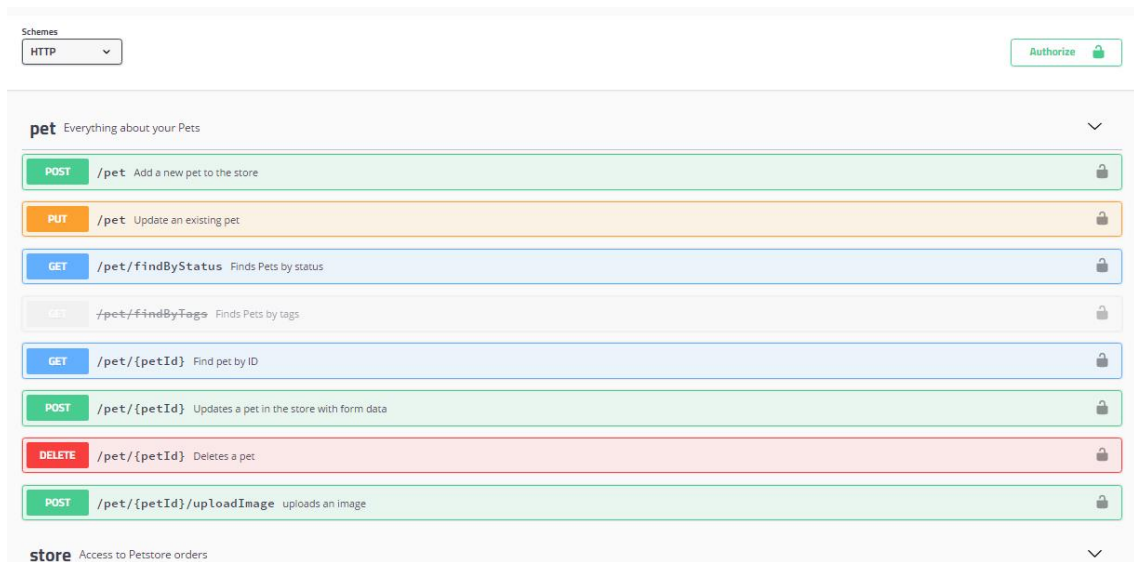 Schemes
HTTP
Authorize
pet Everything about your Pets
POST /pet Add a new pet to the store
PUT /pet Update an existing pet
GET /pet/findByStatus Finds Pets by status
GET /pet/findByTags Finds Pets by tags
GET /pet/{petId} Find pet by ID
POST /pet/{petId} Updates a pet in the store with form data
DELETE /pet/{petId} Deletes a pet
POST /pet/{petId}/uploadImage uploads an image
store Access to Petstore orders